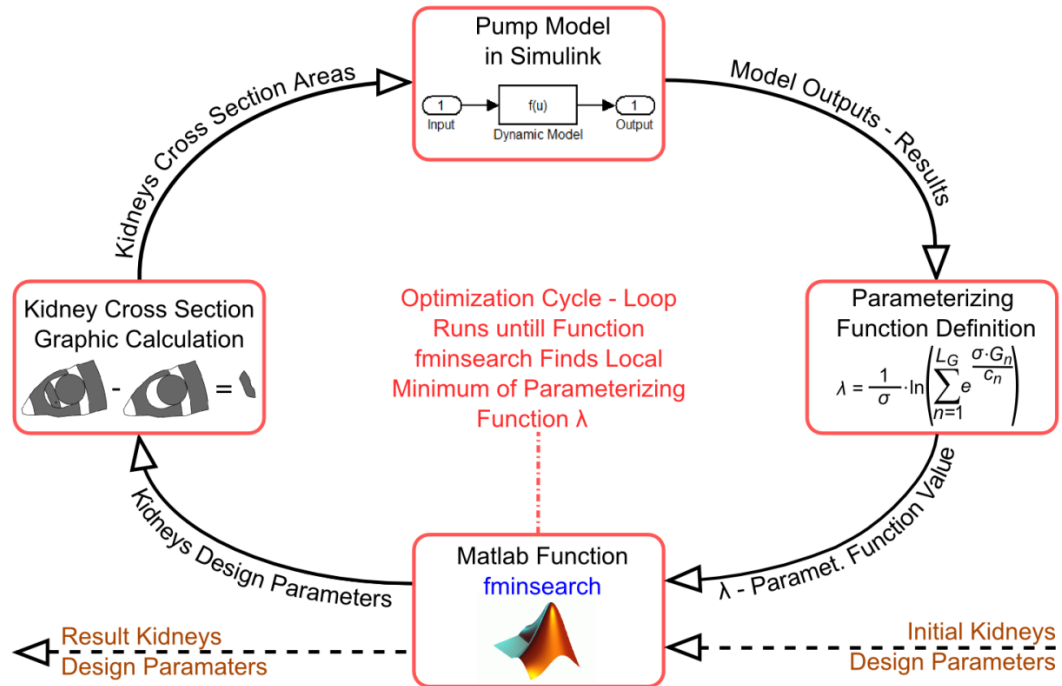 Pump Model
in Simulink
1
f(u)
1
Input
Dynamic Model
Output
Kidneys Cross Section Areas
Model Outputs - Results
Kidney Cross Section
Graphic Calculation
- =
Optimization Cycle - Loop
Runs untill Function
fminsearch Finds Local
Minimum of Parameterizing
Function λ
Parameterizing
Function Definition
λ = 1/σ · ln(∑_{n=1}^{L_G} e^{σ·G_n/c_n})
Kidneys Design Parameters
λ - Paramet. Function Value
Matlab Function
fminsearch
Result Kidneys
Design Paramaters
Initial Kidneys
Design Parameters